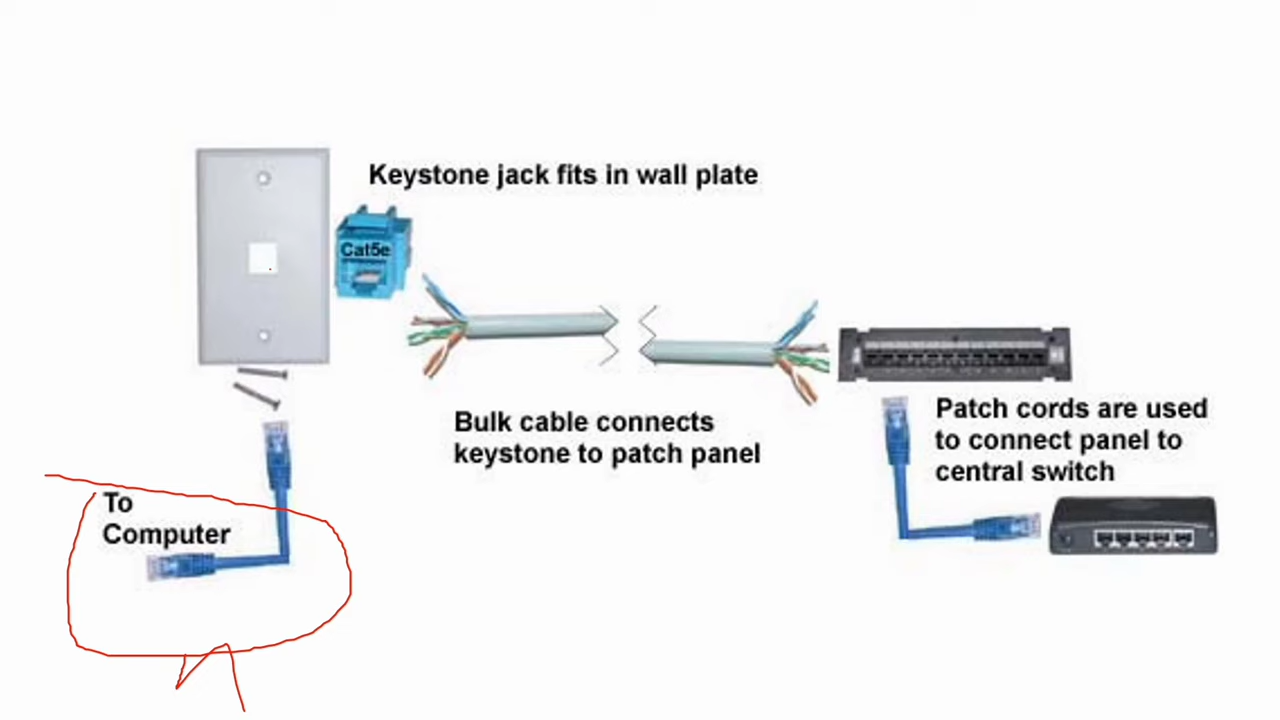 Keystone jack fits in wall plate
Cat5e
Bulk cable connects
keystone to patch panel
Patch cords are used
to connect panel to
central switch
To
Computer